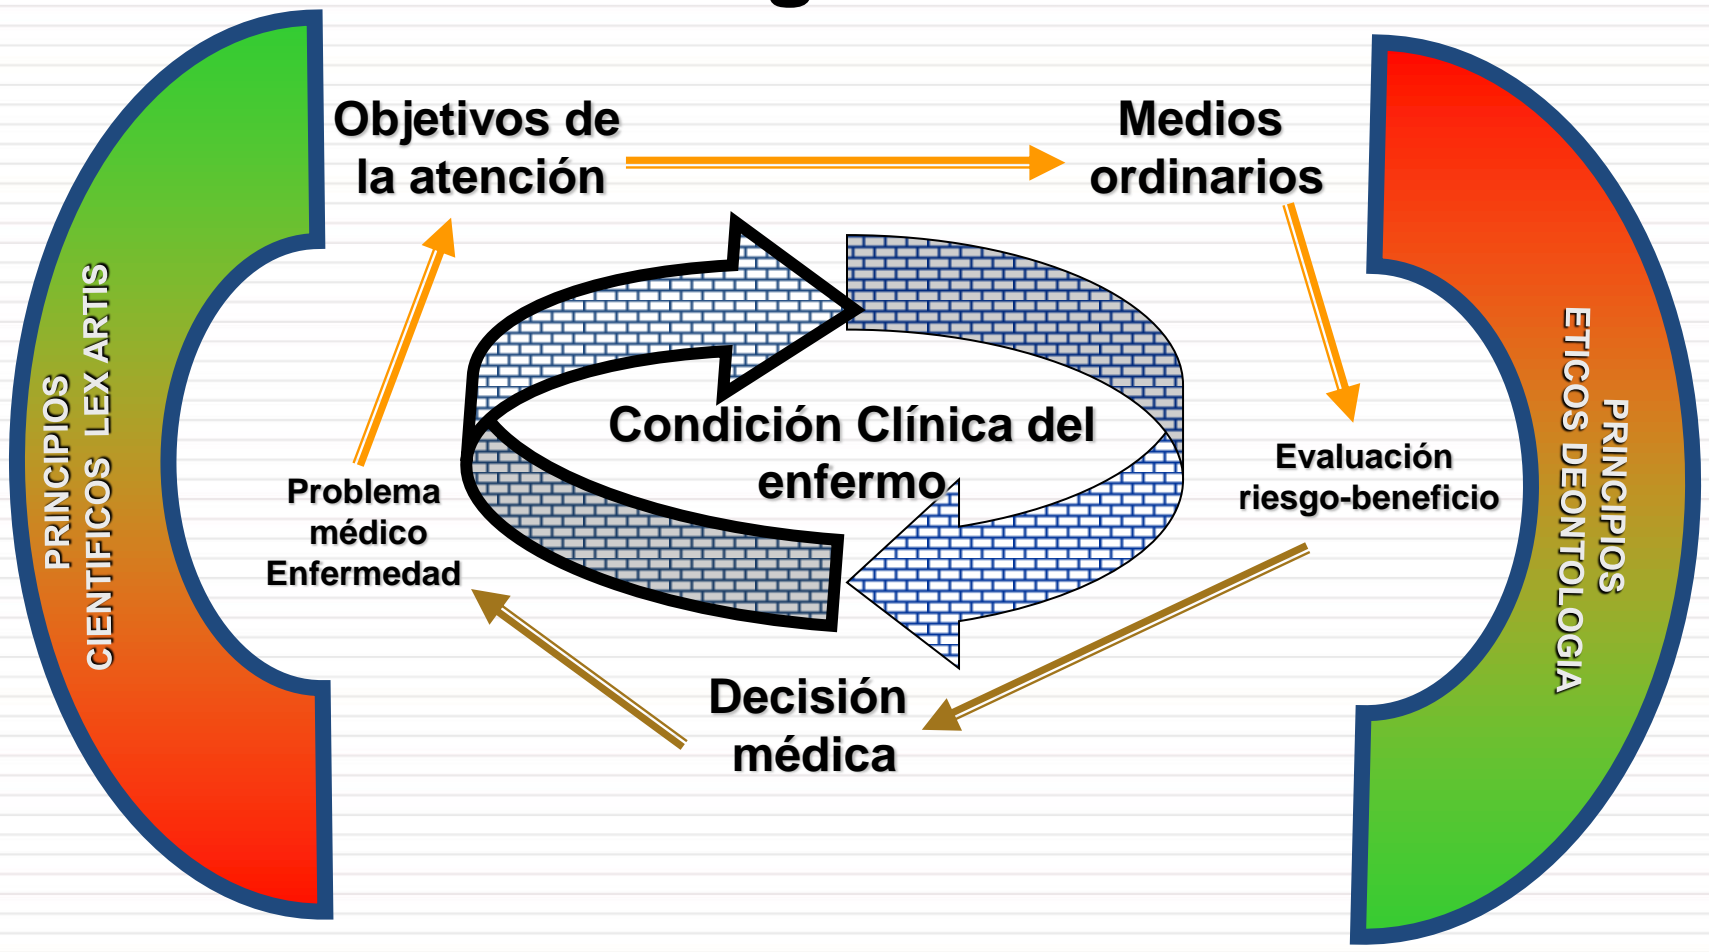 Objetivos de
la atención
Medios
ordinarios
PRINCIPIOS
CIENTIFICOS LEX ARTIS
Condición Clínica del
enfermo
Problema
médico
Enfermedad
Evaluación
riesgo-beneficio
PRINCIPIOS
ETICOS DEONTOLOGIA
Decisión
médica